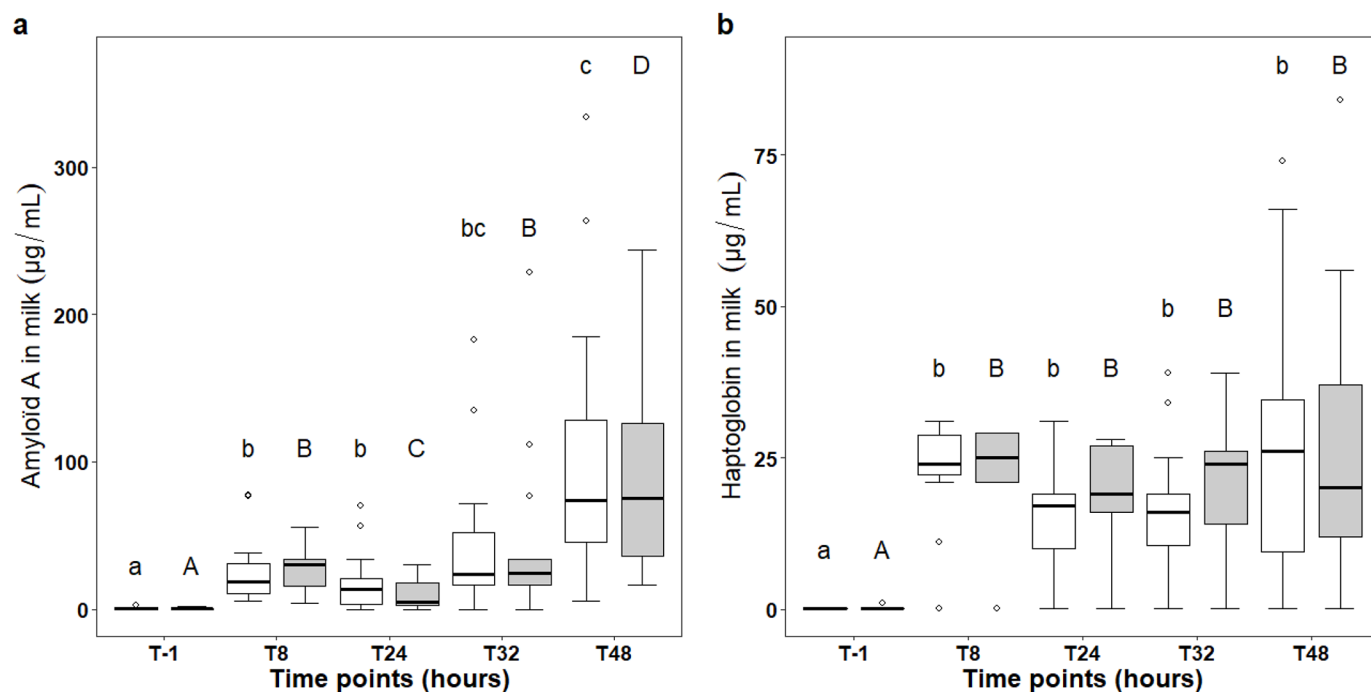 a
Amyloïd A in milk (µg/mL)
300
200
100
0
c D
bc B
b B b C
a A
T-1 T8 T24 T32 T48
Time points (hours)
b
Haptoglobin in milk (µg/mL)
75
50
25
0
b B
b B
b B b B
a A
T-1 T8 T24 T32 T48
Time points (hours)